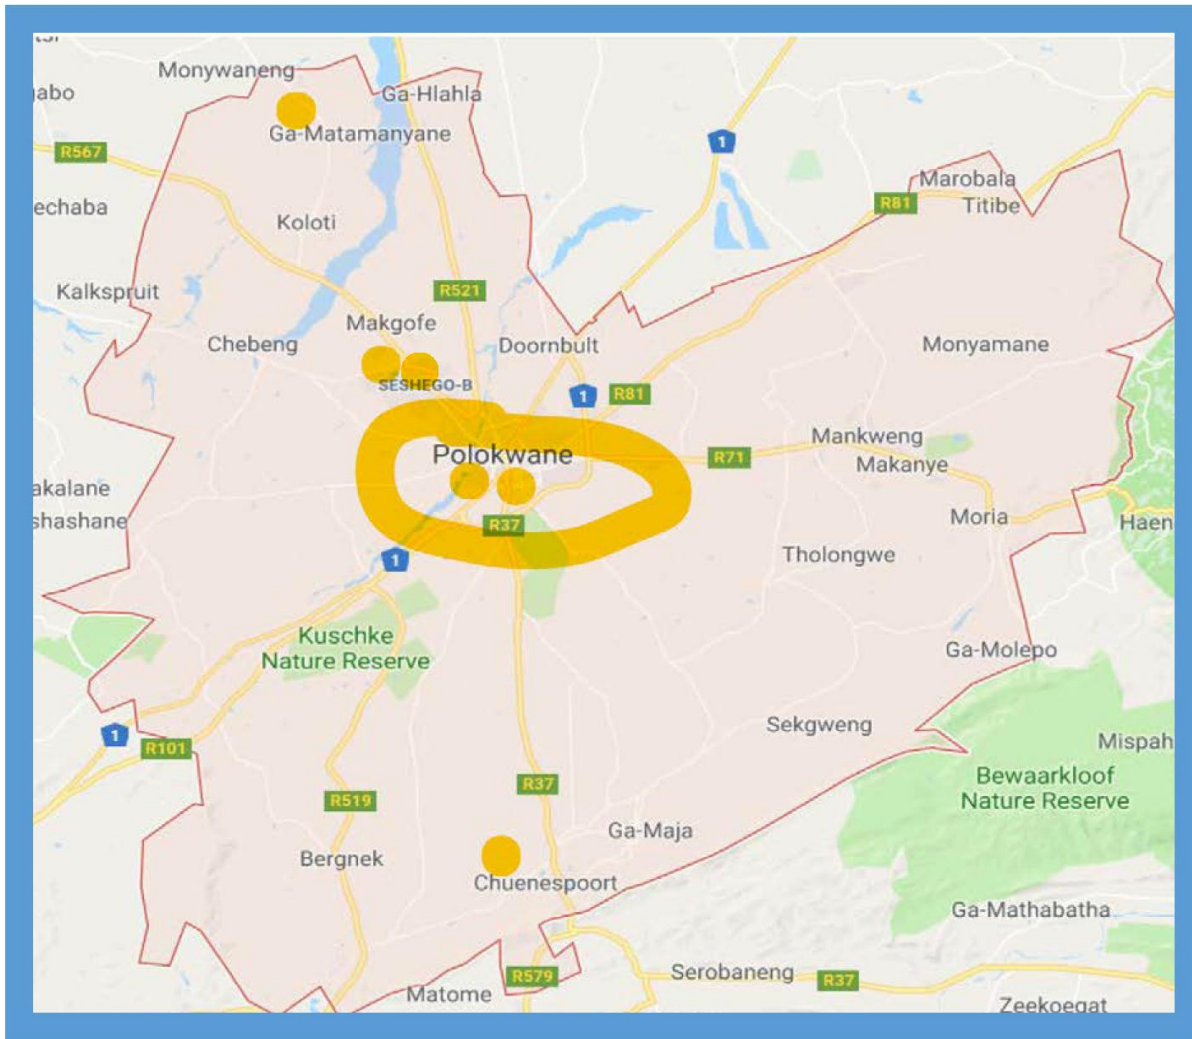 Monywaneng
abo
Ga-Hlahla
Ga-Matamanyane
1
R567
Marobala
R81
Titibe
echaba
Koloti
Kalkspruit
R521
Makgofe
Chebeng
Doornbult
Monyamane
SESHEGO-B
1
R81
Mankweng
Polokwane
R71
Makanye
akalane
shashane
R37
Moria
Haen
1
Tholongwe
Kuschke
Nature Reserve
Ga-Molepo
Sekgweng
1
R101
Mispah
Bewaarkloof
Nature Reserve
R37
R519
Ga-Maja
Bergnek
Chuenespoort
Ga-Mathabatha
R579
Serobaneng
R37
Matome
Zeekoegat